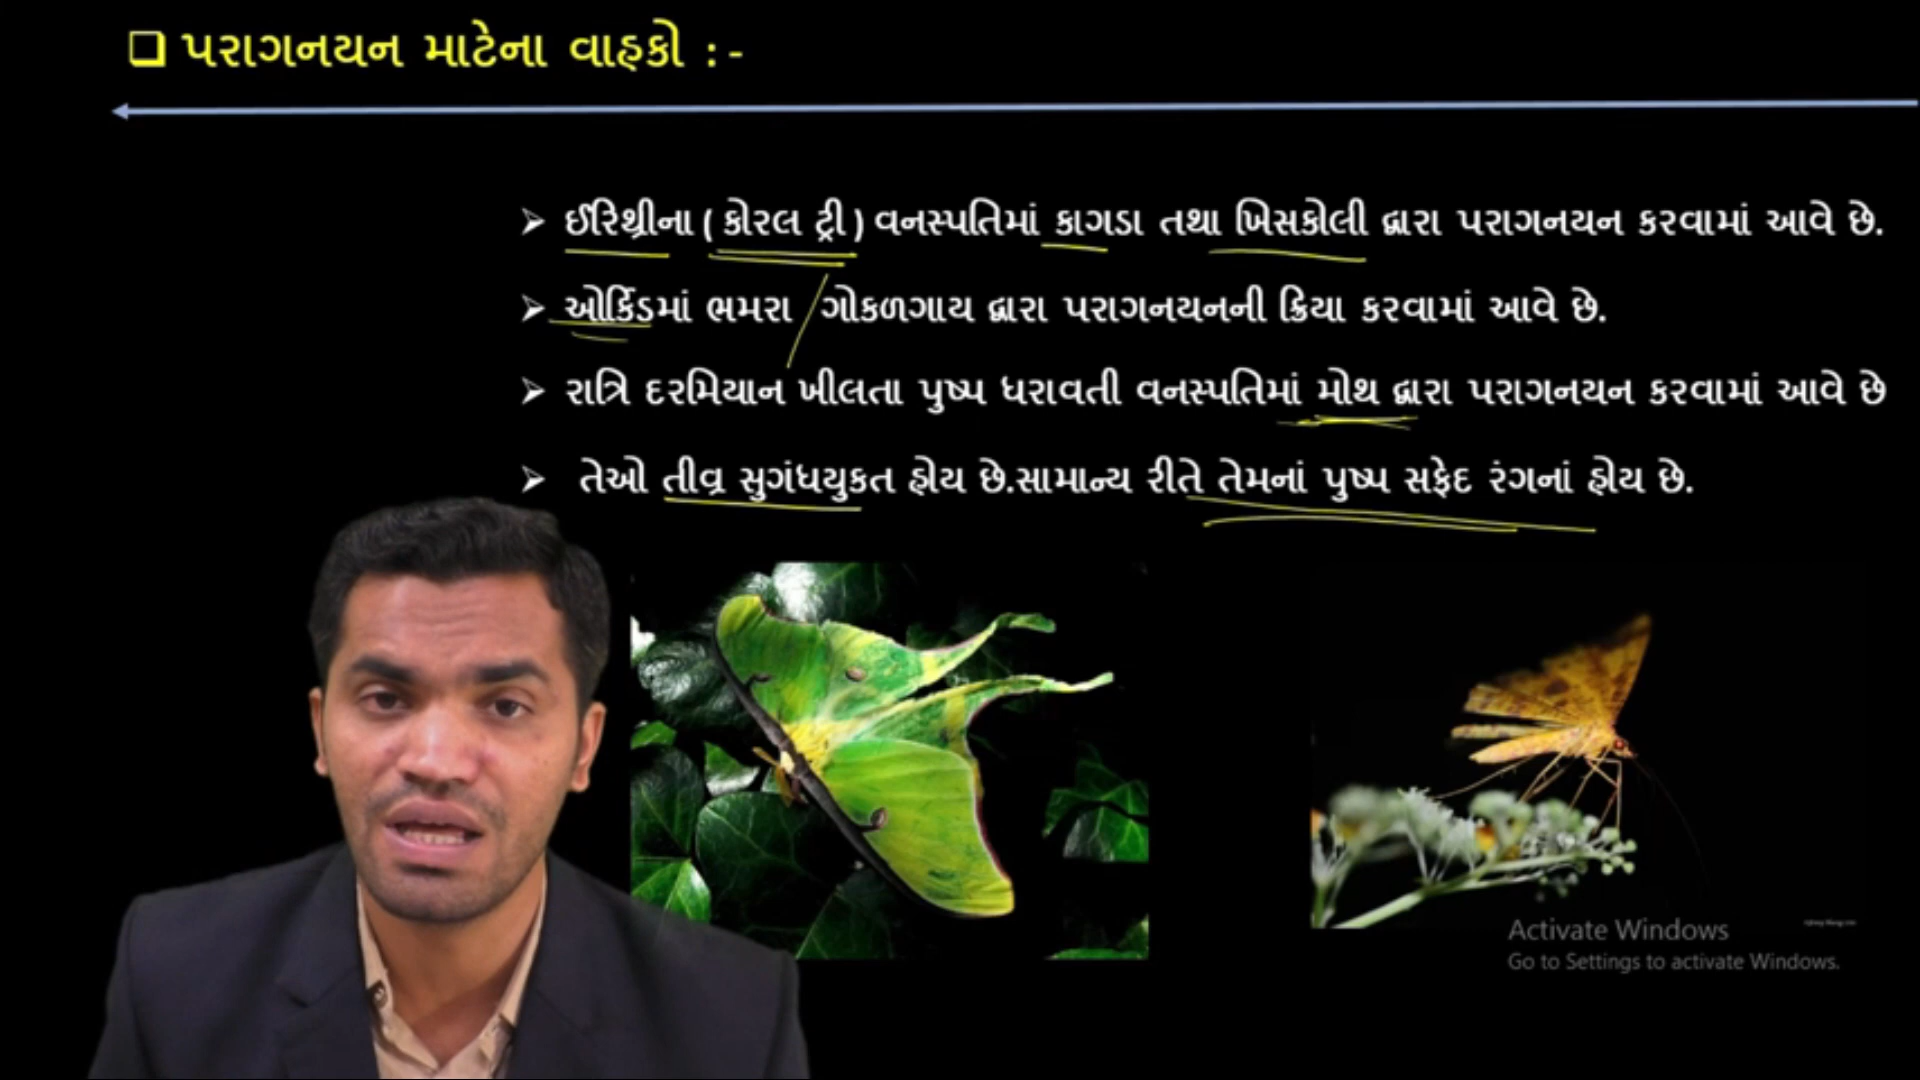 ❑ પરાગનયન માટેના વાહકો :-
➢ ઈરિથ્રીના ( કોરલ ટ્રી ) વનસ્પતિમાં કાગડા તથા ખિસકોલી દ્વારા પરાગનયન કરવામાં આવે છે.
➢ ઓર્કિડમાં ભમરા / ગોકળગાય દ્વારા પરાગનયનની ક્રિયા કરવામાં આવે છે.
➢ રાત્રિ દરમિયાન ખીલતા પુષ્પ ધરાવતી વનસ્પતિમાં મોથ દ્વારા પરાગનયન કરવામાં આવે છે
➢ તેઓ તીવ્ર સુગંધયુકત હોય છે.સામાન્ય રીતે તેમનાં પુષ્પ સફેદ રંગનાં હોય છે.
Activate Windows
Go to Settings to activate Windows.